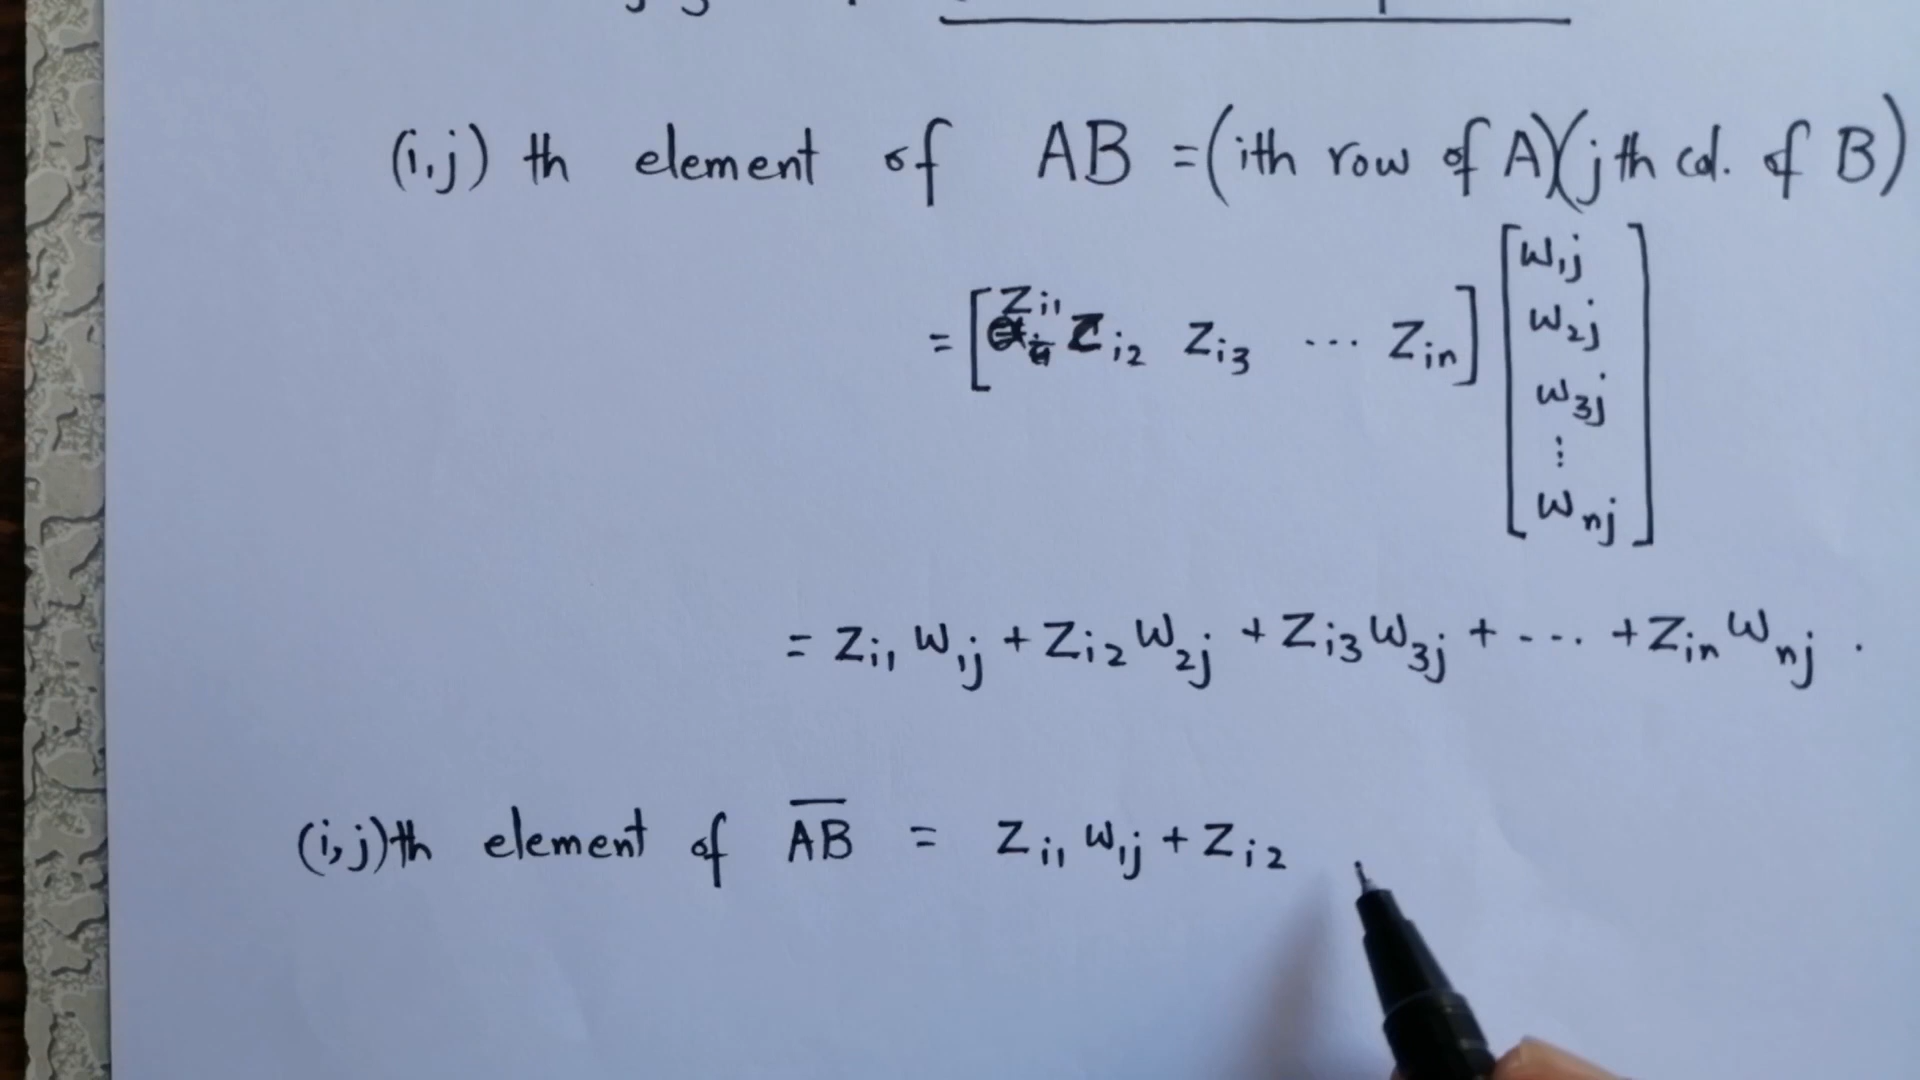 (i,j) th element of AB = (ith row of A)(jth col. of B)
= [Zi1 Zi2 Zi3 ... Zin] [w1j
w2j
w3j
⋮
wnj]
= Zi1 w1j + Zi2 w2j + Zi3 w3j + ... + Zin wnj .
(i,j)th element of A̅B̅ = Zi1 w1j + Zi2